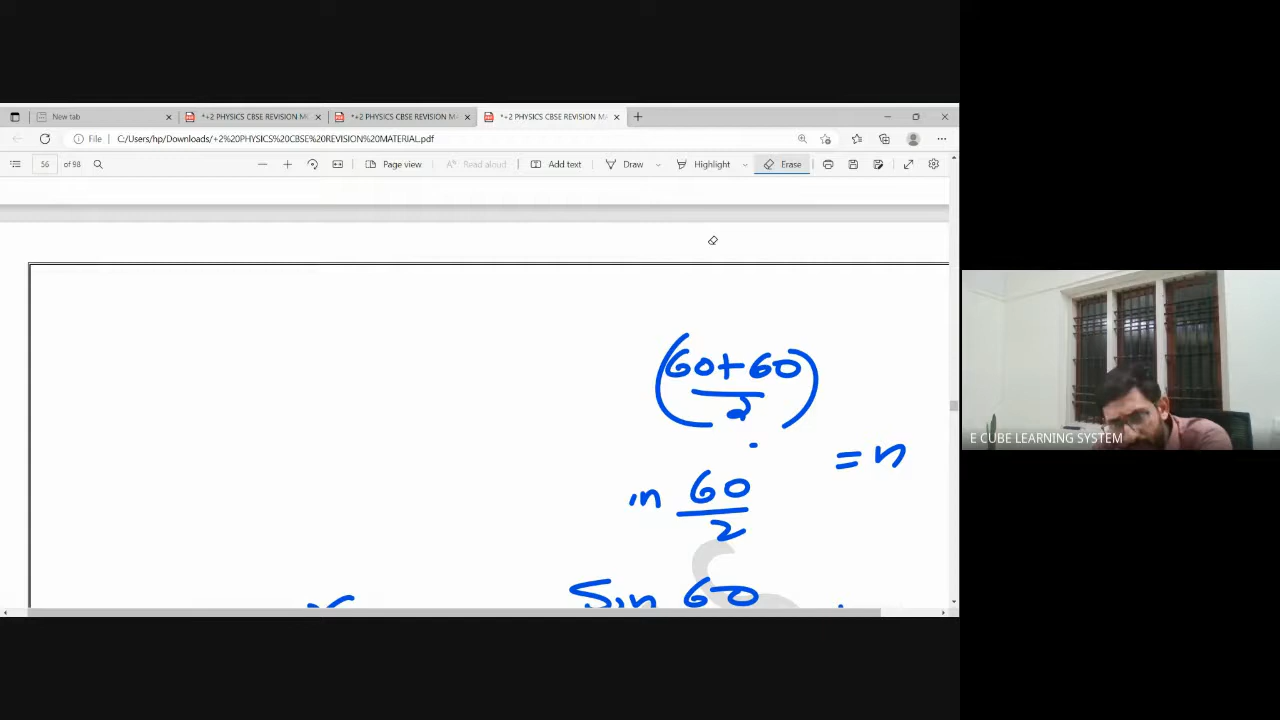 New tab
*+2 PHYSICS CBSE REVISION M
*+2 PHYSICS CBSE REVISION MA
*+2 PHYSICS CBSE REVISION M
File C:/Users/hp/Downloads/+2%20PHYSICS%20CBSE%20REVISION%20MATERIAL.pdf
56 of 98 Page view Read aloud Add text Draw Highlight Erase
(60+60)
2
= n
in 60
2
Sin 60
E CUBE LEARNING SYSTEM